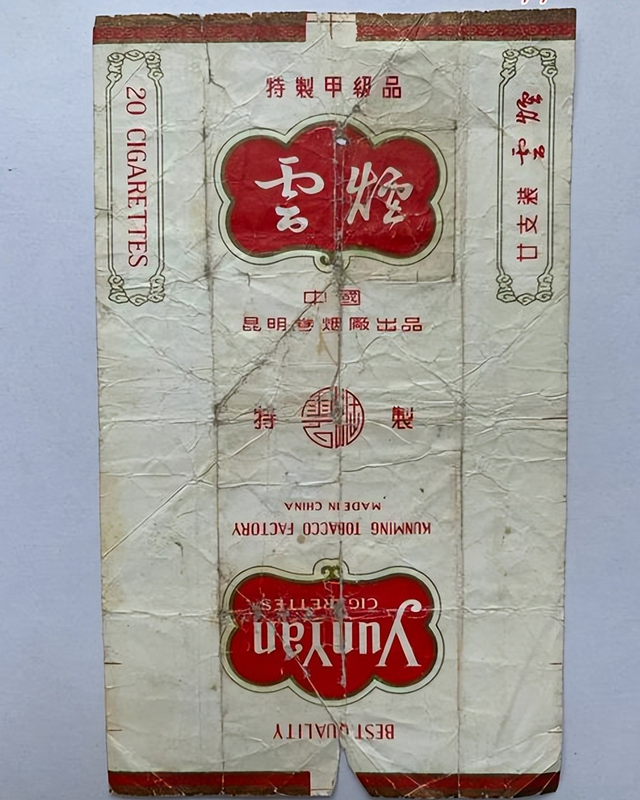 20 CIGARETTES
特製甲級品
雲煙
中國
昆明卷烟廠出品
特 製
廿支裝 雲煙
BEST QUALITY
YunYan
CIGARETTES
KUNMING TOBACCO FACTORY
MADE IN CHINA